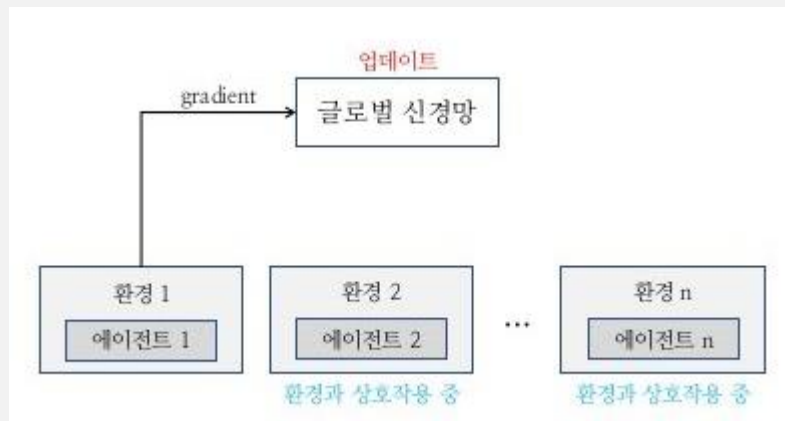 업데이트
gradient
글로벌 신경망
환경 1
에이전트 1
환경 2
에이전트 2
환경과 상호작용 중
...
환경 n
에이전트 n
환경과 상호작용 중